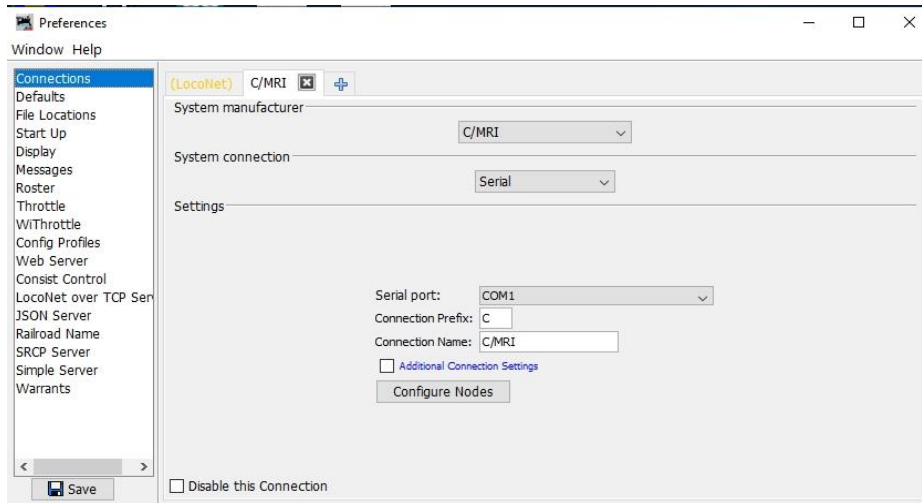 Preferences
Window Help
Connections
Defaults
File Locations
Start Up
Display
Messages
Roster
Throttle
WiThrottle
Config Profiles
Web Server
Consist Control
LocoNet over TCP Serv
JSON Server
Railroad Name
SRCP Server
Simple Server
Warrants
Save
(LocoNet) C/MRI
System manufacturer
C/MRI
System connection
Serial
Settings
Serial port: COM1
Connection Prefix: C
Connection Name: C/MRI
Additional Connection Settings
Configure Nodes
Disable this Connection